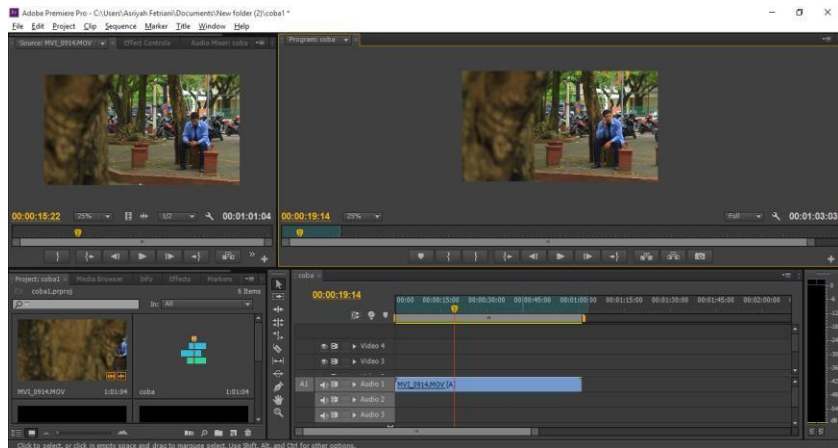 Adobe Premiere Pro - C:\Users\Asriyah Fetriani\Documents\New folder (2)\coba1 *
File Edit Project Clip Sequence Marker Title Window Help
Source: MVI_0914.MOV Effect Controls Audio Mixer: coba
Program: coba
00:00:15:22 25% 1/2 00:01:01:04
00:00:19:14 25% Full 00:01:03:03
Project: coba1 Media Browser Info Effects Markers
coba1.prproj 6 Items
In: All
MVI_0914.MOV 1:01:04
coba 1:01:04
coba
00:00:19:14
00:00 00:00:15:00 00:00:30:00 00:00:45:00 00:01:00:00 00:01:15:00 00:01:30:00 00:01:45:00 00:02:00:00
Video 4
Video 3
A1 Audio 1 MVI_0914.MOV [A]
Audio 2
Audio 3
Click to select, or click in empty space and drag to marquee select. Use Shift, Alt, and Ctrl for other options.